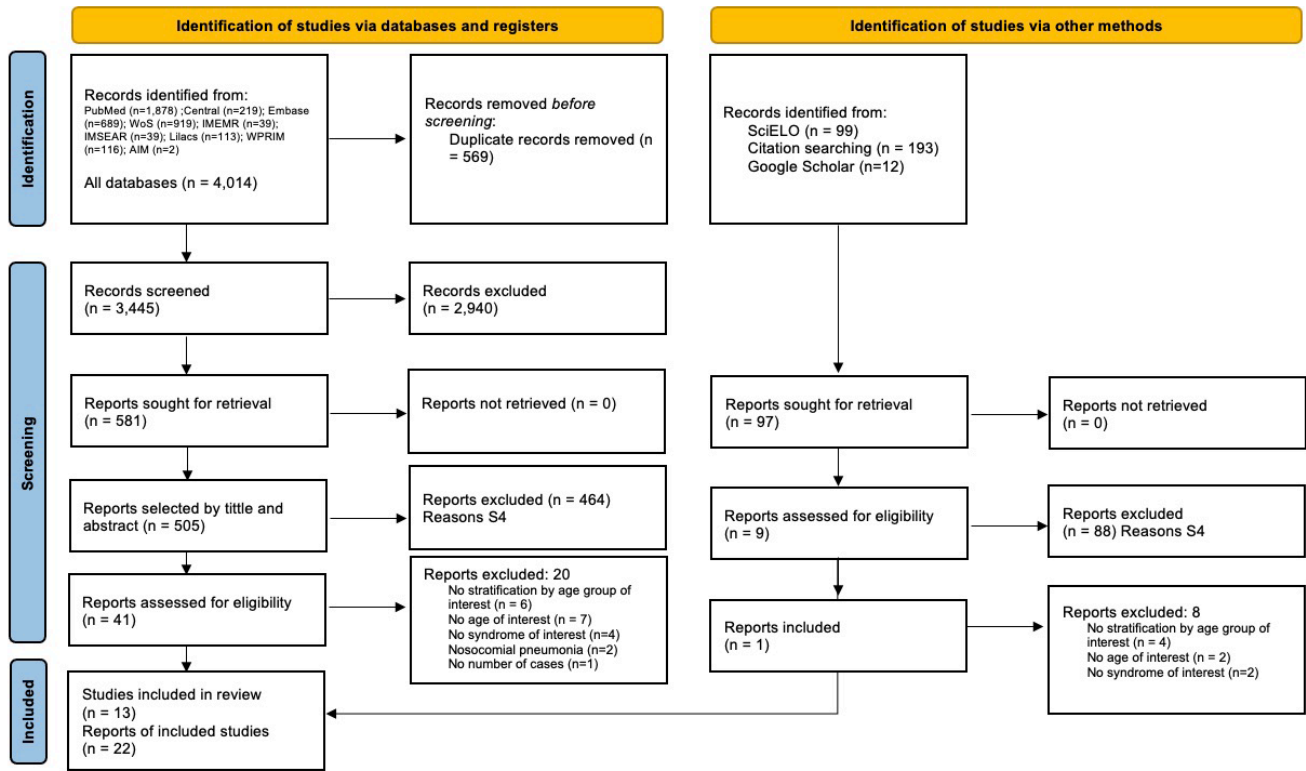 Identification of studies via databases and registers
Identification of studies via other methods
Identification
Records identified from:
PubMed (n=1,878) ;Central (n=219); Embase
(n=689); WoS (n=919); IMEMR (n=39);
IMSEAR (n=39); Lilacs (n=113); WPRIM
(n=116); AIM (n=2)
All databases (n = 4,014)
Records removed before
screening:
Duplicate records removed (n
= 569)
Records identified from:
SciELO (n = 99)
Citation searching (n = 193)
Google Scholar (n=12)
Screening
Records screened
(n = 3,445)
Records excluded
(n = 2,940)
Reports sought for retrieval
(n = 581)
Reports not retrieved (n = 0)
Reports sought for retrieval
(n = 97)
Reports not retrieved
(n = 0)
Reports selected by tittle and
abstract (n = 505)
Reports excluded (n = 464)
Reasons S4
Reports assessed for eligibility
(n = 9)
Reports excluded
(n = 88) Reasons S4
Reports assessed for eligibility
(n = 41)
Reports excluded: 20
No stratification by age group of
interest (n = 6)
No age of interest (n = 7)
No syndrome of interest (n=4)
Nosocomial pneumonia (n=2)
No number of cases (n=1)
Reports included
(n = 1)
Reports excluded: 8
No stratification by age group of
interest (n = 4)
No age of interest (n = 2)
No syndrome of interest (n=2)
Included
Studies included in review
(n = 13)
Reports of included studies
(n = 22)